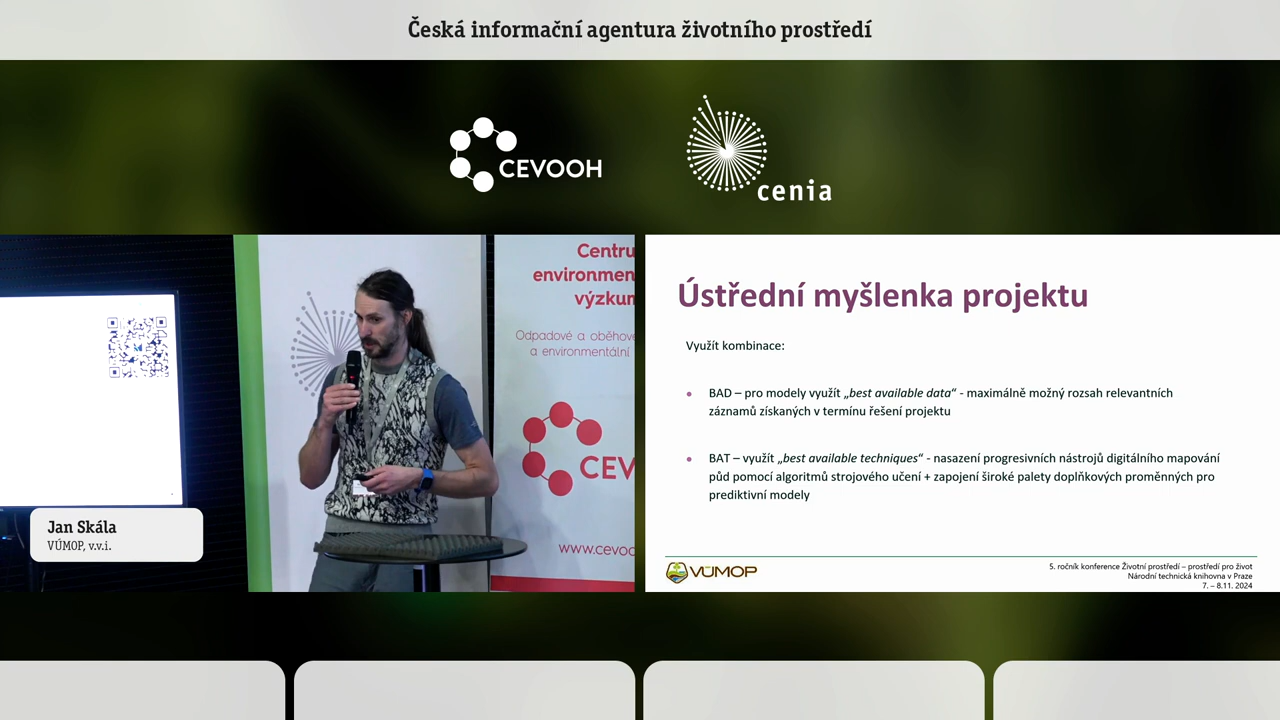 Česká informační agentura životního prostředí
CEVOOH
cenia
Centru
environmen
výzkum
Odpadové a oběhové
a environmentální
CEV
www.cevoo
Jan Skála
VÚMOP, v.v.i.
Ústřední myšlenka projektu
Využít kombinace:
• BAD – pro modely využít „best available data“ - maximálně možný rozsah relevantních
záznamů získaných v termínu řešení projektu
• BAT – využít „best available techniques“ - nasazení progresivních nástrojů digitálního mapování
půd pomocí algoritmů strojového učení + zapojení široké palety doplňkových proměnných pro
prediktivní modely
VÚMOP
5. ročník konference Životní prostředí – prostředí pro život
Národní technická knihovna v Praze
7. – 8.11. 2024